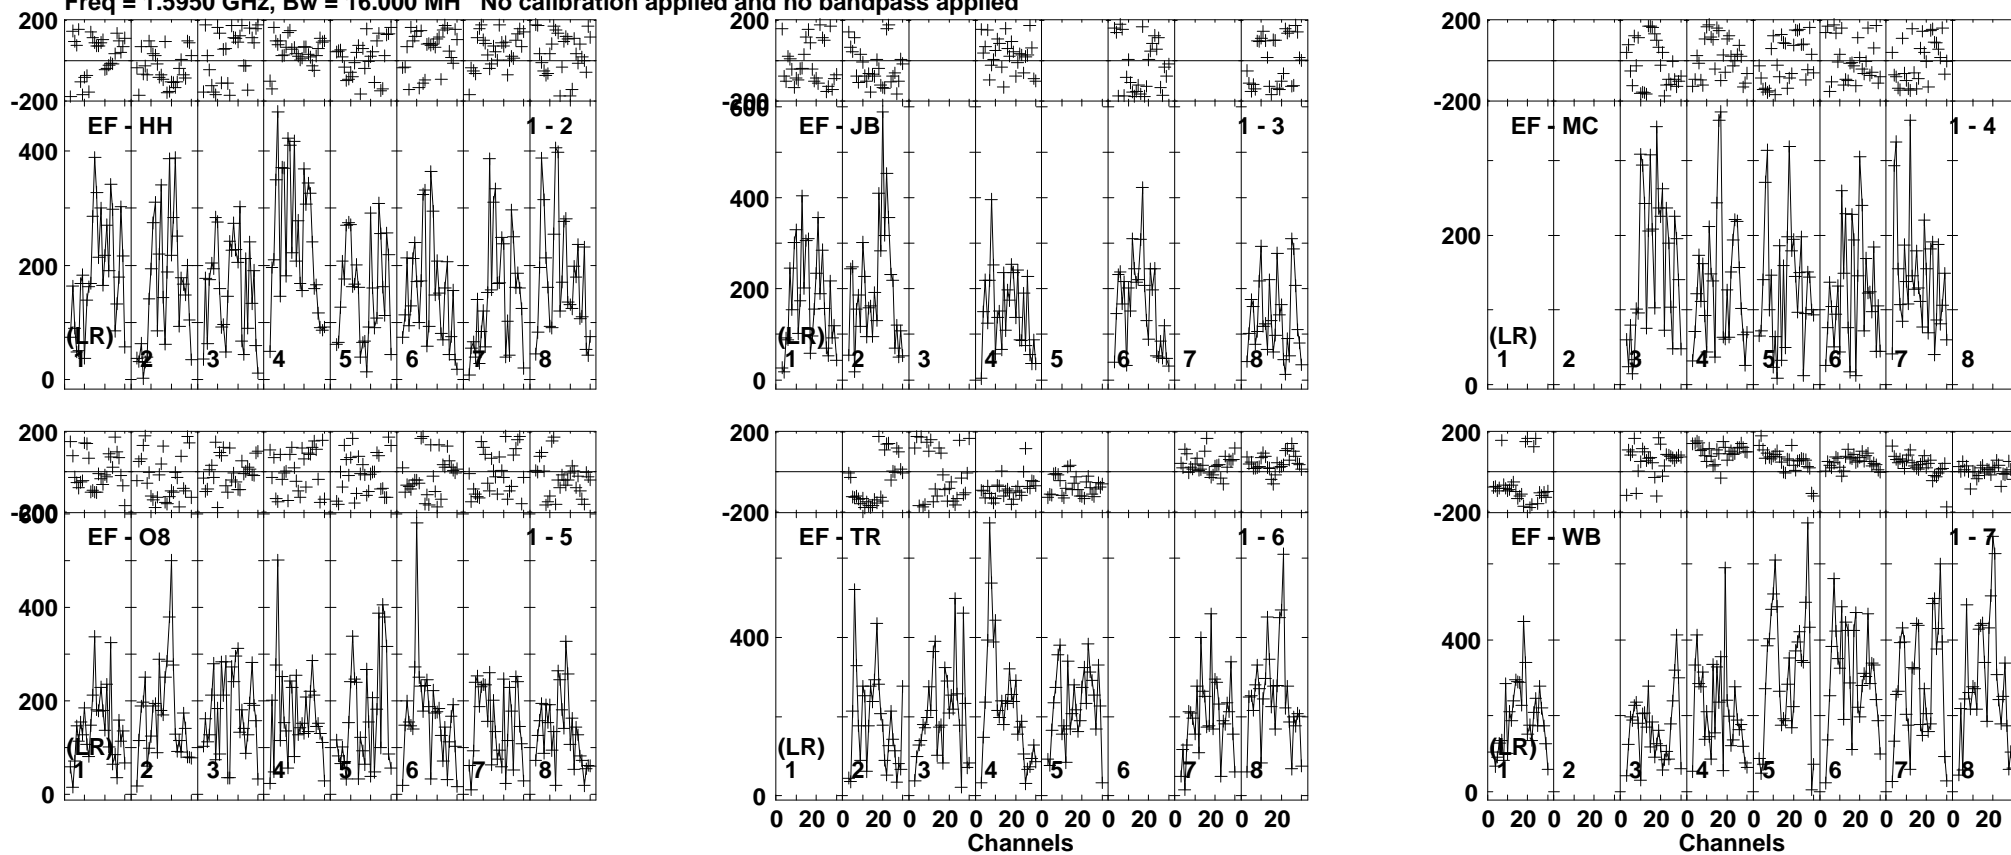 Freq = 1.5950 GHz, Bw = 16.000 MH No calibration applied and no bandpass applied
200 200
-200 -200
EF - HH 1 - 2 600 EF - JB 1 - 3 EF - MC 1 - 4
400 400
200 200 200
(LR) (LR) (LR)
1 2 3 4 5 6 7 8 1 2 3 4 5 6 7 8 1 2 3 4 5 6 7 8
0 0 0
200 200 200
600 -200 -200
EF - O8 1 - 5 EF - TR 1 - 6 EF - WB 1 - 7
400 400 400
200
(LR) (LR) (LR)
1 2 3 4 5 6 7 8 1 2 3 4 5 6 7 8 1 2 3 4 5 6 7 8
0 0 0
0 20 0 20 0 20 0 20 0 20 0 20 0 20 0 20 0 20 0 20 0 20 0 20 0 20 0 20 0 20 0 20
Channels Channels